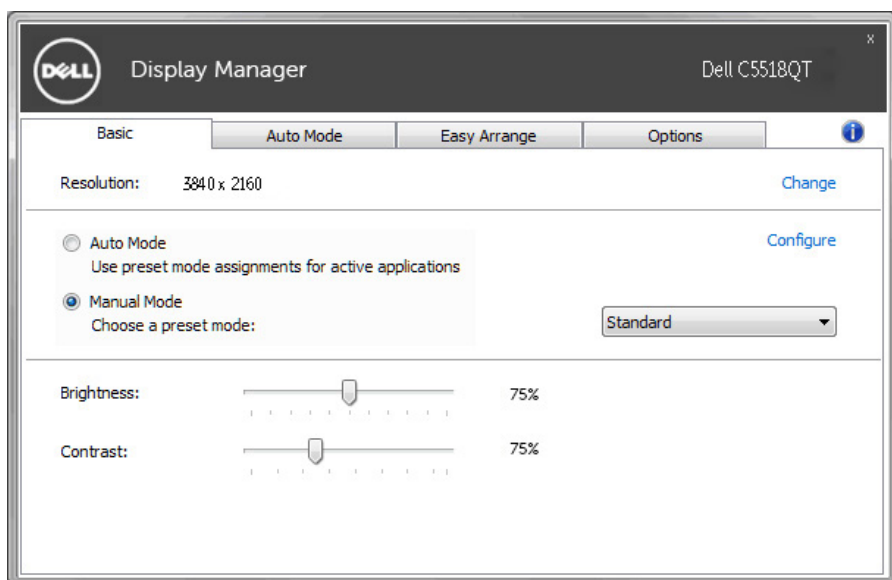 DELL
Display Manager
Dell C5518QT
x
Basic
Auto Mode
Easy Arrange
Options
i
Resolution:
3840 x 2160
Change
Auto Mode
Configure
Use preset mode assignments for active applications
Manual Mode
Choose a preset mode:
Standard
Brightness:
75%
Contrast:
75%